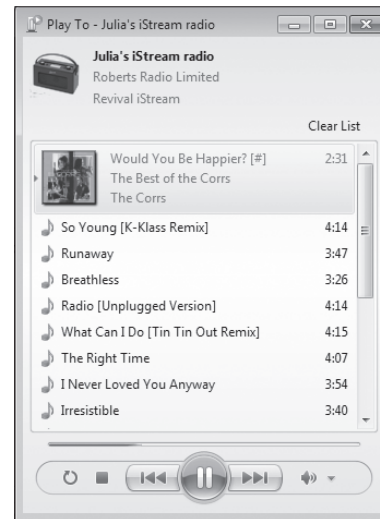 Play To - Julia's iStream radio
Julia's iStream radio
Roberts Radio Limited
Revival iStream
Clear List
Would You Be Happier? [#] 2:31
The Best of the Corrs
The Corrs
So Young [K-Klass Remix] 4:14
Runaway 3:47
Breathless 3:26
Radio [Unplugged Version] 4:14
What Can I Do [Tin Tin Out Remix] 4:15
The Right Time 4:07
I Never Loved You Anyway 3:54
Irresistible 3:40